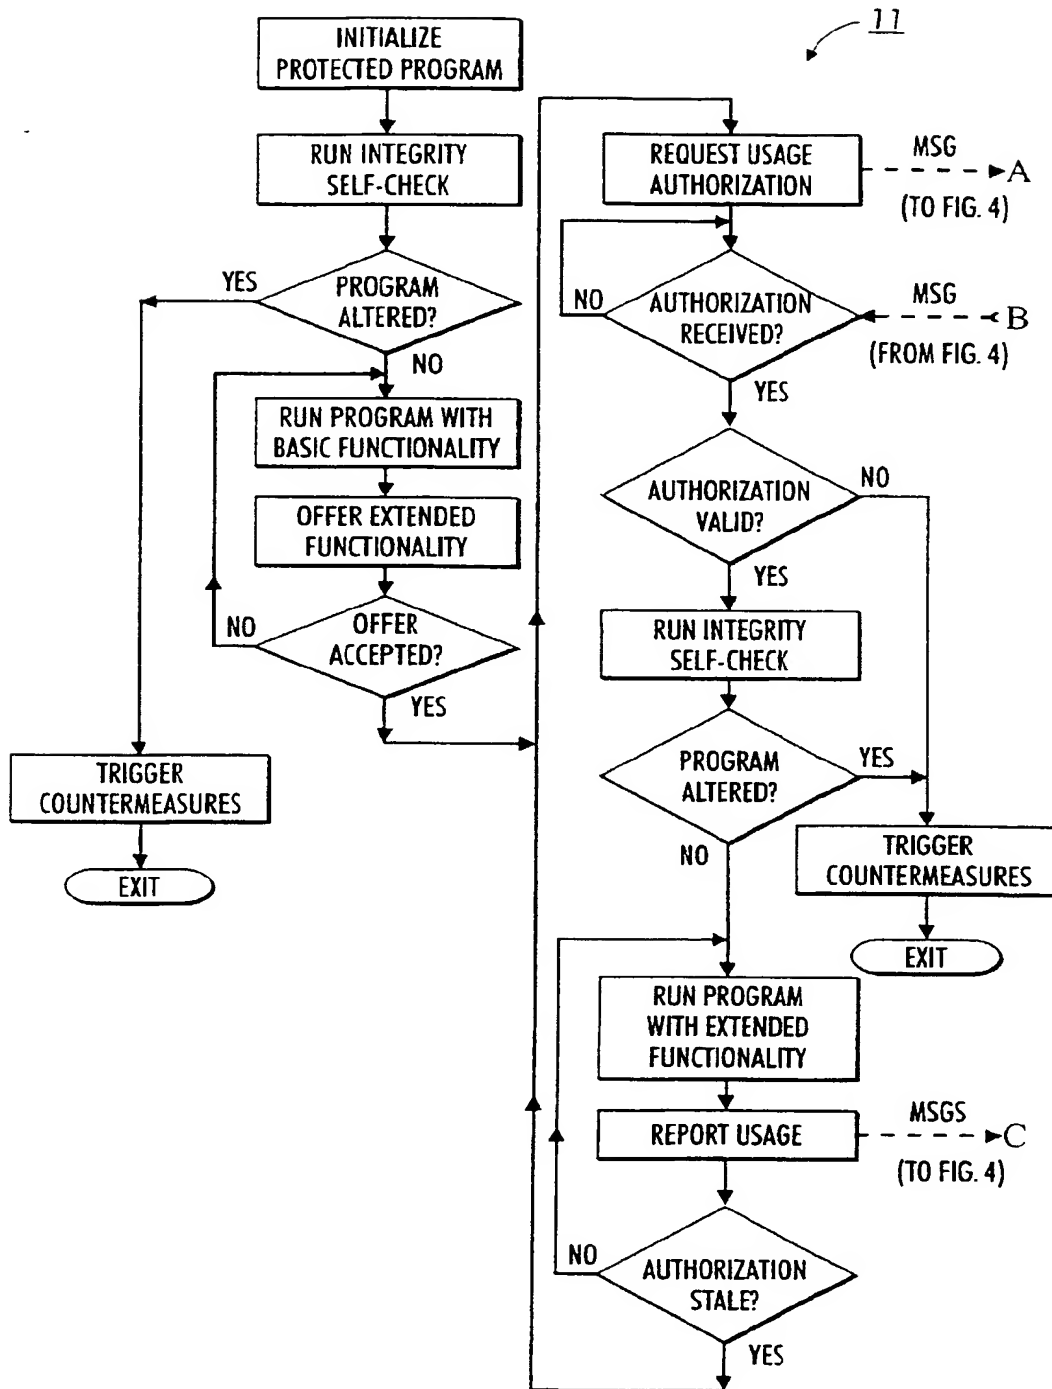 11
INITIALIZE
PROTECTED PROGRAM
RUN INTEGRITY
SELF-CHECK
YES
PROGRAM
ALTERED?
NO
RUN PROGRAM WITH
BASIC FUNCTIONALITY
OFFER EXTENDED
FUNCTIONALITY
NO
OFFER
ACCEPTED?
YES
TRIGGER
COUNTERMEASURES
EXIT
REQUEST USAGE
AUTHORIZATION
MSG
A
(TO FIG. 4)
NO
AUTHORIZATION
RECEIVED?
MSG
B
(FROM FIG. 4)
YES
AUTHORIZATION
VALID?
NO
YES
RUN INTEGRITY
SELF-CHECK
PROGRAM
ALTERED?
YES
NO
TRIGGER
COUNTERMEASURES
EXIT
RUN PROGRAM
WITH EXTENDED
FUNCTIONALITY
REPORT USAGE
MSGS
C
(TO FIG. 4)
NO
AUTHORIZATION
STALE?
YES